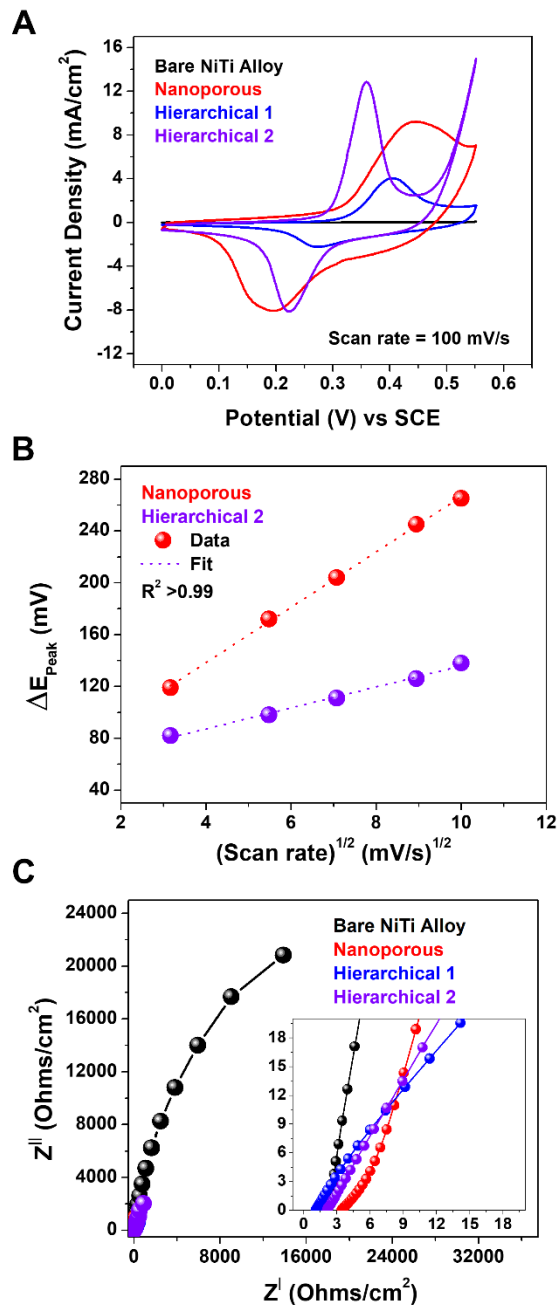 A
Current Density (mA/cm²)
16
12
8
4
0
-4
-8
-12
Bare NiTi Alloy
Nanoporous
Hierarchical 1
Hierarchical 2
Scan rate = 100 mV/s
0.0 0.1 0.2 0.3 0.4 0.5 0.6
Potential (V) vs SCE
B
ΔE_Peak (mV)
280
240
200
160
120
80
40
Nanoporous
Hierarchical 2
Data
Fit
R² >0.99
2 4 6 8 10 12
(Scan rate)^1/2 (mV/s)^1/2
C
Z^II (Ohms/cm²)
24000
20000
16000
12000
8000
4000
0
Bare NiTi Alloy
Nanoporous
Hierarchical 1
Hierarchical 2
18
15
12
9
6
3
0
0 3 6 9 12 15 18
0 8000 16000 24000 32000
Z^I (Ohms/cm²)